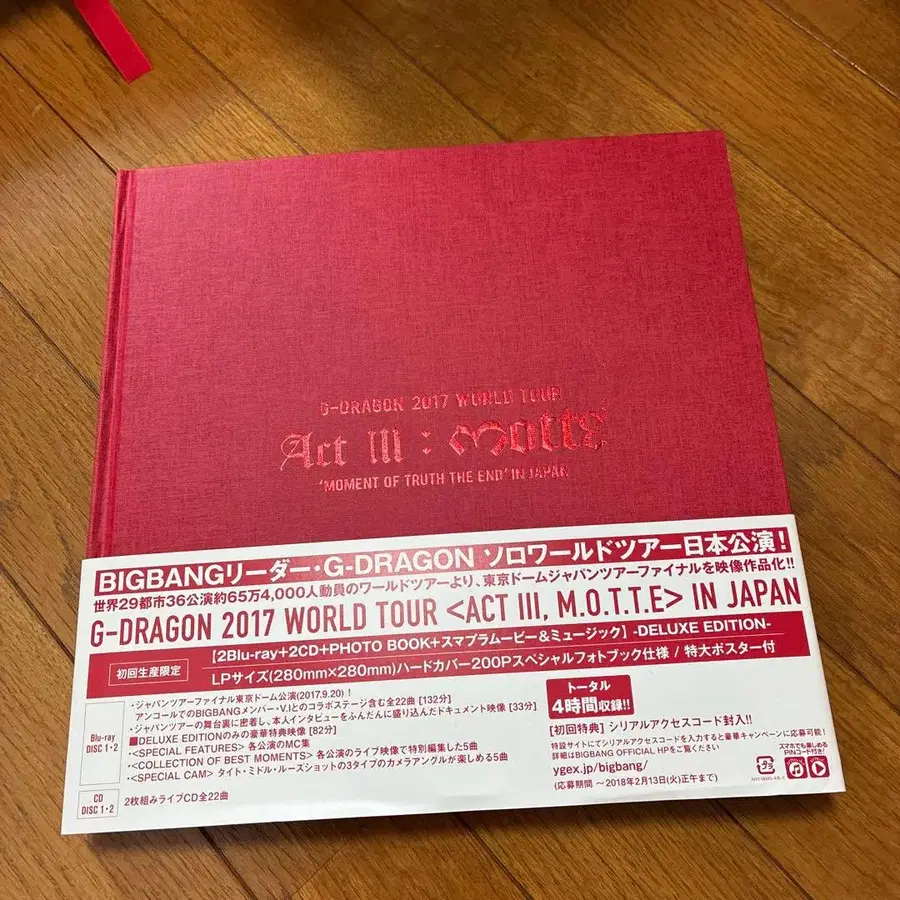 G-DRAGON 2017 WORLD TOUR
Act III : Motte
'MOMENT OF TRUTH THE END' IN JAPAN
BIGBANGリーダー・G-DRAGON ソロワールドツアー日本公演!
世界29都市36公演約65万4,000人動員のワールドツアーより、東京ドームジャパンツアーファイナルを映像作品化!!
G-DRAGON 2017 WORLD TOUR <ACT III, M.O.T.T.E> IN JAPAN
【2Blu-ray+2CD+PHOTO BOOK+スマプラムービー&ミュージック】-DELUXE EDITION-
初回生産限定
LPサイズ(280mm×280mm)ハードカバー200Pスペシャルフォトブック仕様 / 特大ポスター付
Blu-ray
DISC 1・2
・ジャパンツアーファイナル東京ドーム公演(2017.9.20)!
アンコールでのBIGBANGメンバー・V.Iとのコラボステージ含む全22曲 [132分]
・ジャパンツアーの舞台裏に密着し、本人インタビューをふんだんに盛り込んだドキュメント映像 [33分]
■DELUXE EDITIONのみの豪華特典映像 [82分]
・<SPECIAL FEATURES> 各公演のMC集
・<COLLECTION OF BEST MOMENTS> 各公演のライブ映像で特別編集した5曲
・<SPECIAL CAM> タイト・ミドル・ルーズショットの3タイプのカメラアングルが楽しめる5曲
CD
DISC 1・2
2枚組みライブCD全22曲
トータル
4時間収録!!
【初回特典】シリアルアクセスコード封入!!
特設サイトにてシリアルアクセスコードを入力すると豪華キャンペーンに応募可能!
詳細はBIGBANG OFFICIAL HPをご覧ください
ygex.jp/bigbang/
(応募期間 〜2018年2月13日(火)正午まで)
スマホでも楽しめる
PINコード付き!